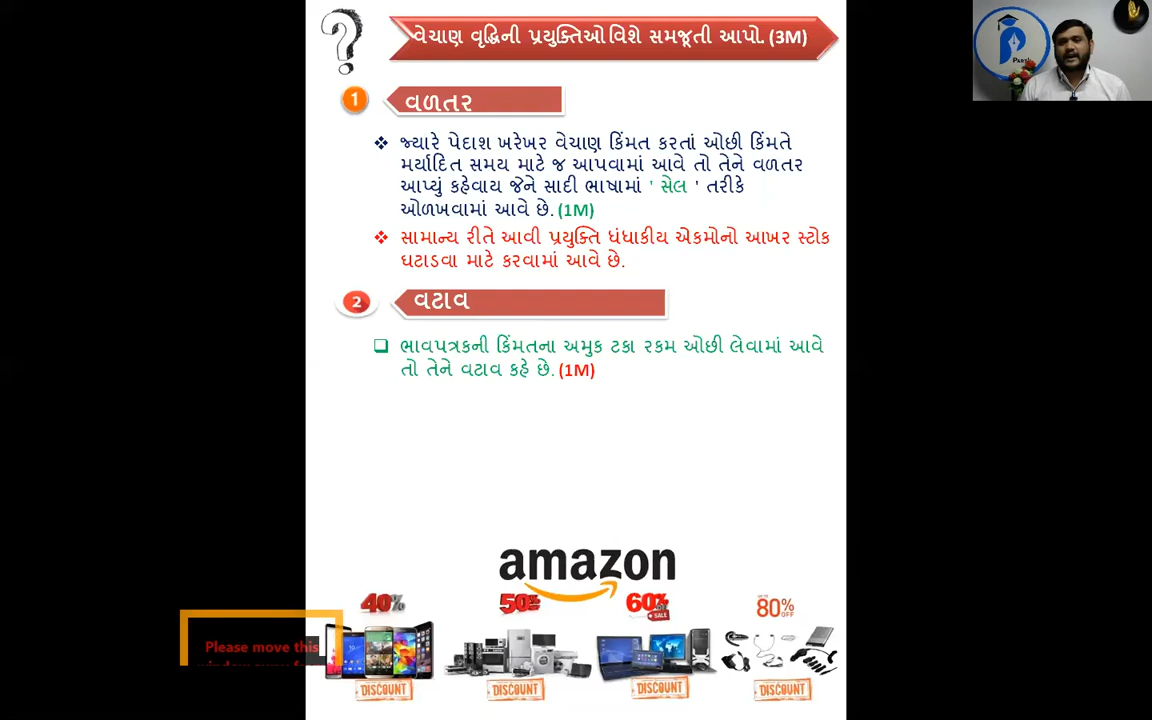 વેચાણ વૃદ્ધિની પ્રયુક્તિઓ વિશે સમજૂતી આપો. (3M)
1
વળતર
જ્યારે પેદાશ ખરેખર વેચાણ કિંમત કરતાં ઓછી કિંમતે
મર્યાદિત સમય માટે જ આપવામાં આવે તો તેને વળતર
આપ્યું કહેવાય જેને સાદી ભાષામાં ' સેલ ' તરીકે
ઓળખવામાં આવે છે. (1M)
સામાન્ય રીતે આવી પ્રયુક્તિ ધંધાકીય એકમોનો આખર સ્ટોક
ઘટાડવા માટે કરવામાં આવે છે.
2
વટાવ
ભાવપત્રકની કિંમતના અમુક ટકા રકમ ઓછી લેવામાં આવે
તો તેને વટાવ કહે છે. (1M)
amazon
40% 50% 60% 80%
SALE OFF
Please move this
DISCOUNT DISCOUNT DISCOUNT DISCOUNT